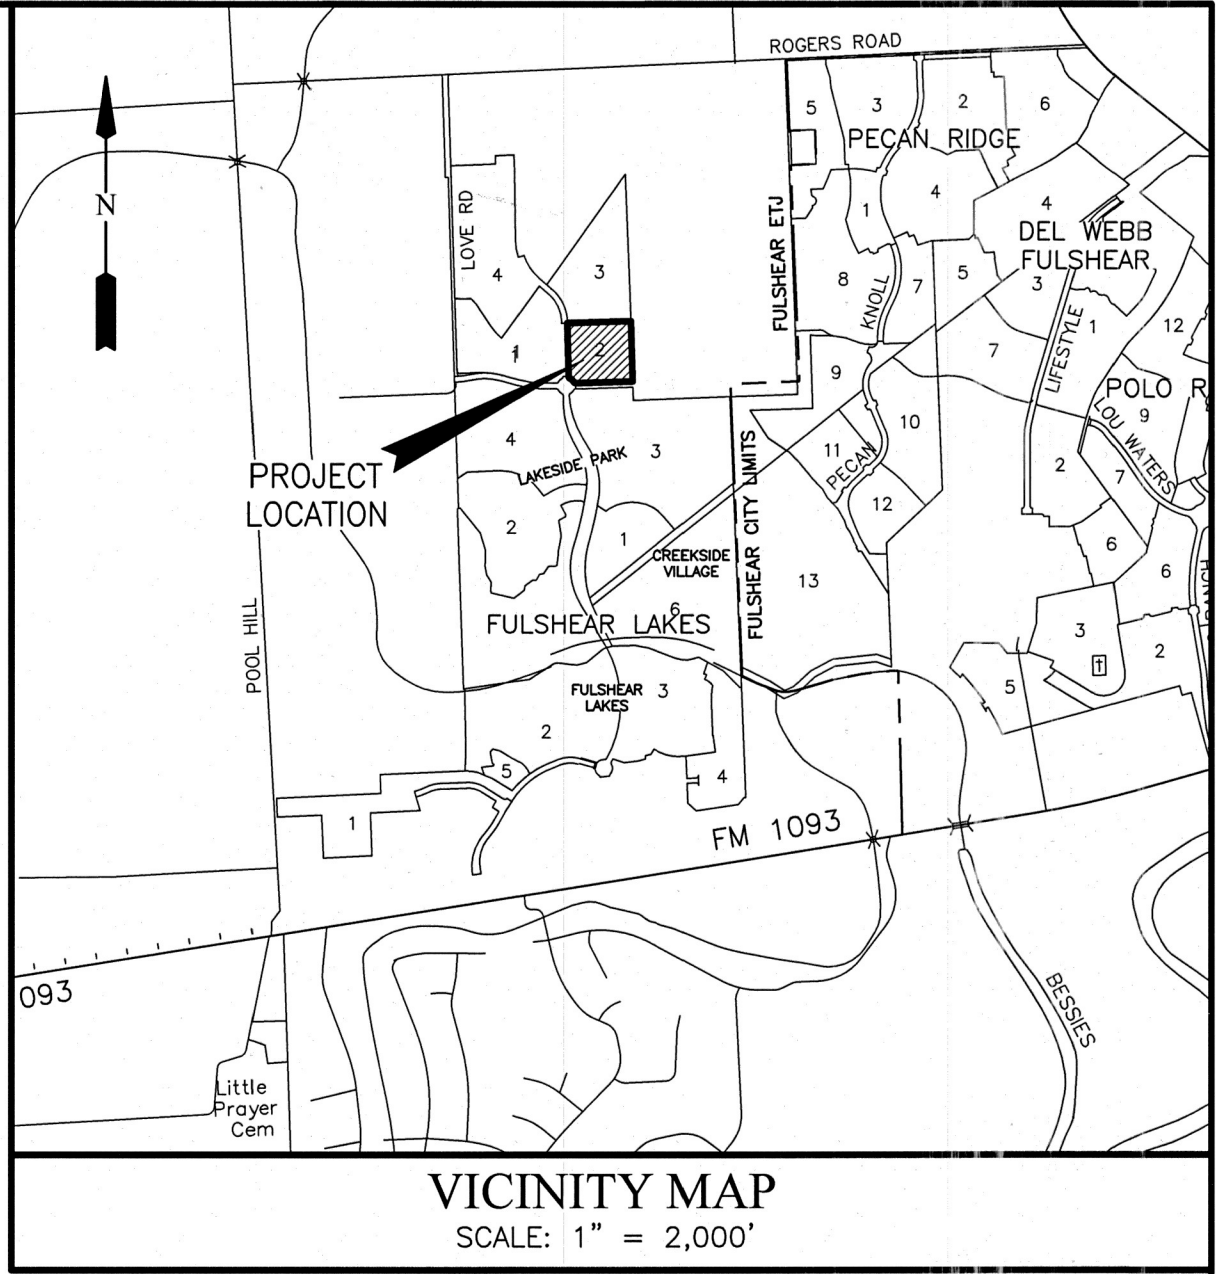 ROGERS ROAD
5
3
2
6
PECAN RIDGE
N
LOVE RD
4
3
1
4
4
FULSHEAR ETJ
DEL WEBB
FULSHEAR
8
KNOLL
7
5
3
1
2
1
LIFESTYLE
12
7
9
POLO R
9
LOU WATERS
10
4
LAKESIDE PARK
3
11
PECAN
2
7
PROJECT
LOCATION
12
2
1
FULSHEAR CITY LIMITS
CREEKSIDE
VILLAGE
13
6
6
6
FULSHEAR LAKES
POOL HILL
3
2
5
FULSHEAR
LAKES
3
2
5
4
1
FM 1093
093
BESSIES
Little
Prayer
Cem
VICINITY MAP
SCALE: 1" = 2,000'